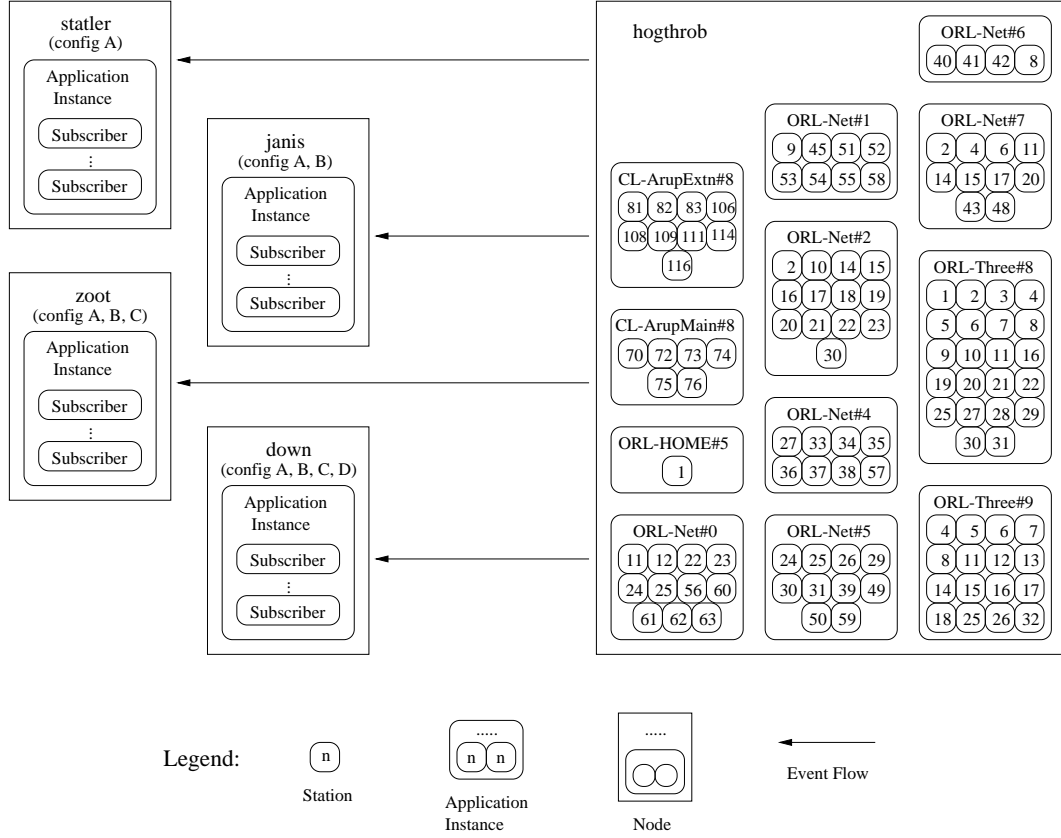 statler
(config A)
Application
Instance
Subscriber
...
Subscriber
janis
(config A, B)
Application
Instance
Subscriber
...
Subscriber
zoot
(config A, B, C)
Application
Instance
Subscriber
...
Subscriber
down
(config A, B, C, D)
Application
Instance
Subscriber
...
Subscriber
hogthrob
CL-ArupExtn#8
81 82 83 106
108 109 111 114
116
CL-ArupMain#8
70 72 73 74
75 76
ORL-HOME#5
1
ORL-Net#0
11 12 22 23
24 25 56 60
61 62 63
ORL-Net#1
9 45 51 52
53 54 55 58
ORL-Net#2
2 10 14 15
16 17 18 19
20 21 22 23
30
ORL-Net#4
27 33 34 35
36 37 38 57
ORL-Net#5
24 25 26 29
30 31 39 49
50 59
ORL-Net#6
40 41 42 8
ORL-Net#7
2 4 6 11
14 15 17 20
43 48
ORL-Three#8
1 2 3 4
5 6 7 8
9 10 11 16
19 20 21 22
25 27 28 29
30 31
ORL-Three#9
4 5 6 7
8 11 12 13
14 15 16 17
18 25 26 32
Legend:
n
Station
.....
n n
Application
Instance
.....
Node
Event Flow